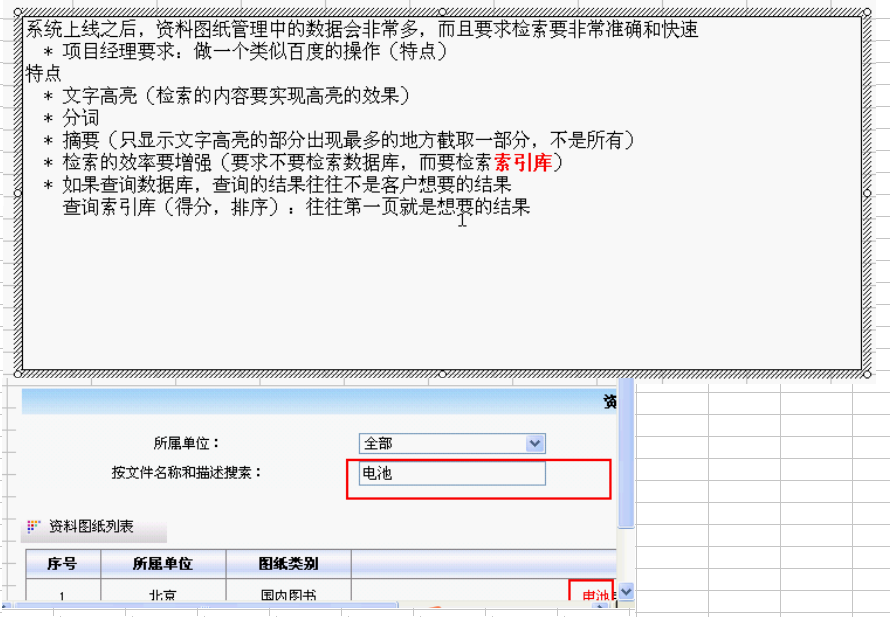 系统上线之后，资料图纸管理中的数据会非常多，而且要求检索要非常准确和快速
* 项目经理要求：做一个类似百度的操作（特点）
特点
* 文字高亮（检索的内容要实现高亮的效果）
* 分词
* 摘要（只显示文字高亮的部分出现最多的地方截取一部分，不是所有）
* 检索的效率要增强（要求不要检索数据库，而要检索索引库）
* 如果查询数据库，查询的结果往往不是客户想要的结果
查询索引库（得分，排序）：往往第一页就是想要的结果
资
所属单位： 全部
按文件名称和描述搜索： 电池
资料图纸列表
序号 所属单位 图纸类别
1 北京 国内图书 电池